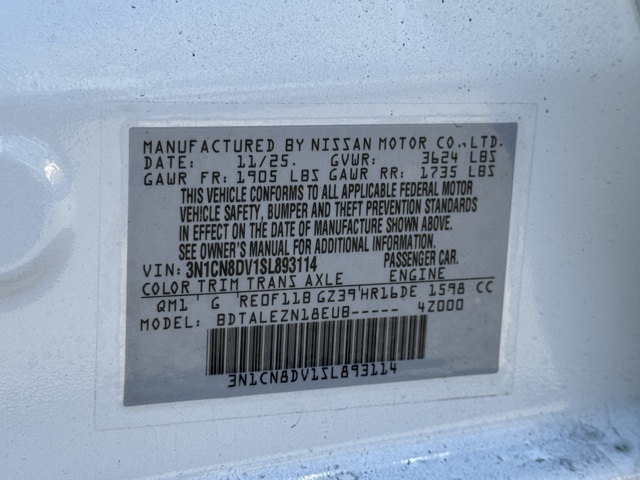 MANUFACTURED BY NISSAN MOTOR CO.,LTD.
DATE: 11/25. GVWR: 3624 LBS
GAWR FR: 1905 LBS GAWR RR: 1735 LBS
THIS VEHICLE CONFORMS TO ALL APPLICABLE FEDERAL MOTOR
VEHICLE SAFETY, BUMPER AND THEFT PREVENTION STANDARDS
IN EFFECT ON THE DATE OF MANUFACTURE SHOWN ABOVE.
SEE OWNER'S MANUAL FOR ADDITIONAL INFORMATION.
VIN: 3N1CN8DV1SL893114 PASSENGER CAR.
COLOR TRIM TRANS AXLE ENGINE
QM1 G RE0F11B GZ39 HR16DE 1598 CC
MODEL: BDTALEZN18EUB----- 4Z000
3N1CN8DV1SL893114